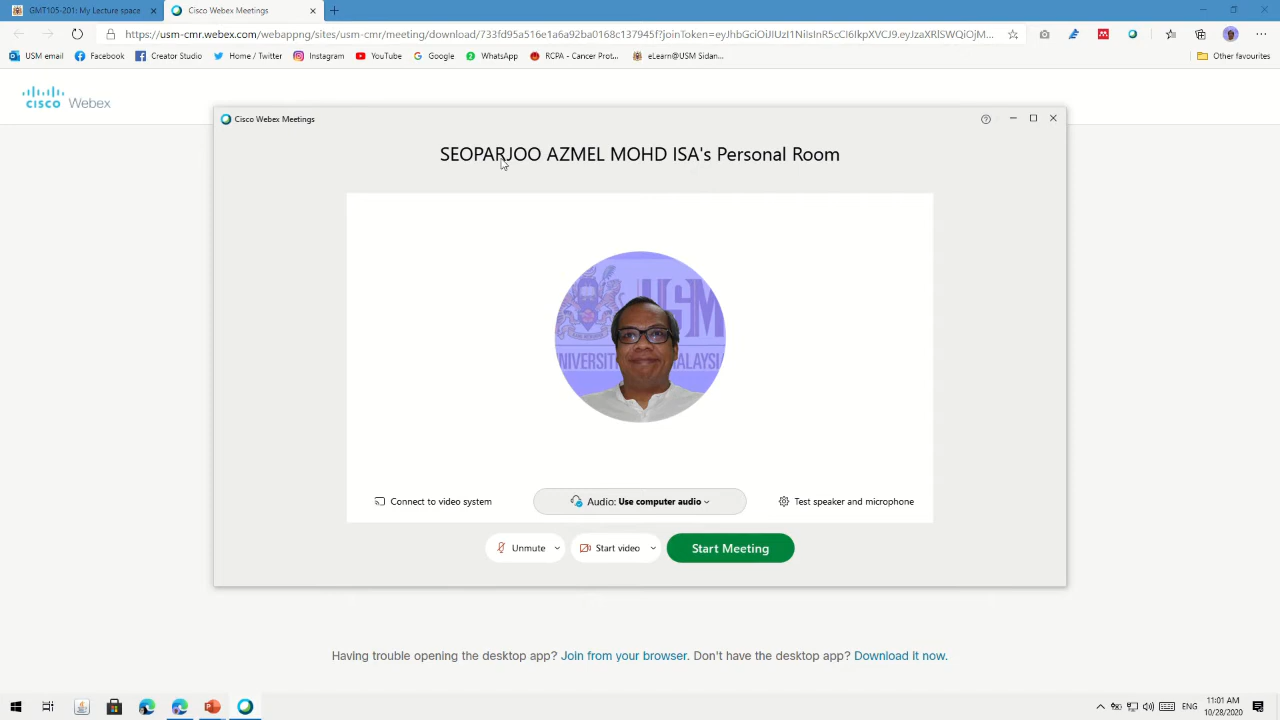 GMT105-201: My Lecture space
Cisco Webex Meetings
https://usm-cmr.webex.com/webappng/sites/usm-cmr/meeting/download/733fd95a516e1a6a92ba0168c137945f?joinToken=eyJhbGciOiJIUzI1NiIsInR5cCI6IkpXVCJ9.eyJzaXRlSWQiOjM...
USM email
Facebook
Creator Studio
Home / Twitter
Instagram
YouTube
Google
WhatsApp
RCPA - Cancer Prot...
eLearn@USM Sidan...
Other favourites
CISCO Webex
Cisco Webex Meetings
SEOPARJOO AZMEL MOHD ISA's Personal Room
USM
UNIVERSITI MALAYSIA
Connect to video system
Audio: Use computer audio
Test speaker and microphone
Unmute
Start video
Start Meeting
Having trouble opening the desktop app? Join from your browser. Don't have the desktop app? Download it now.
ENG
11:01 AM
10/28/2020